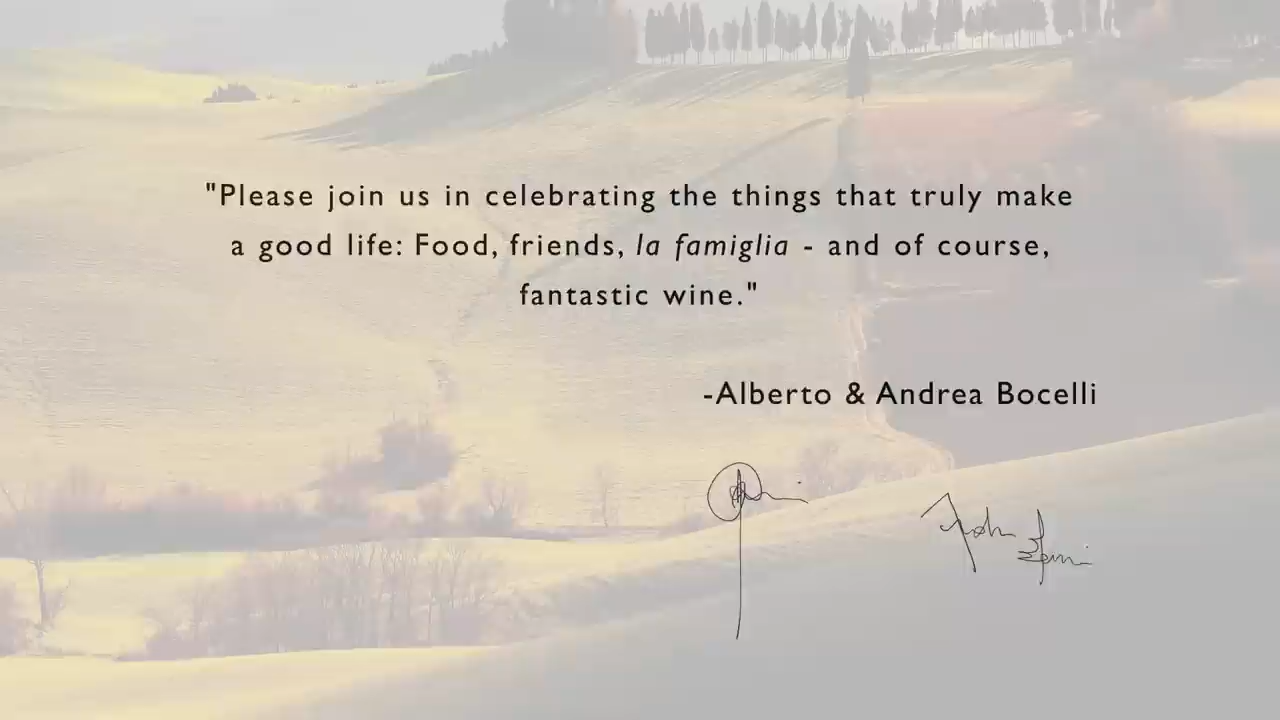 "Please join us in celebrating the things that truly make
a good life: Food, friends, la famiglia - and of course,
fantastic wine."
-Alberto & Andrea Bocelli